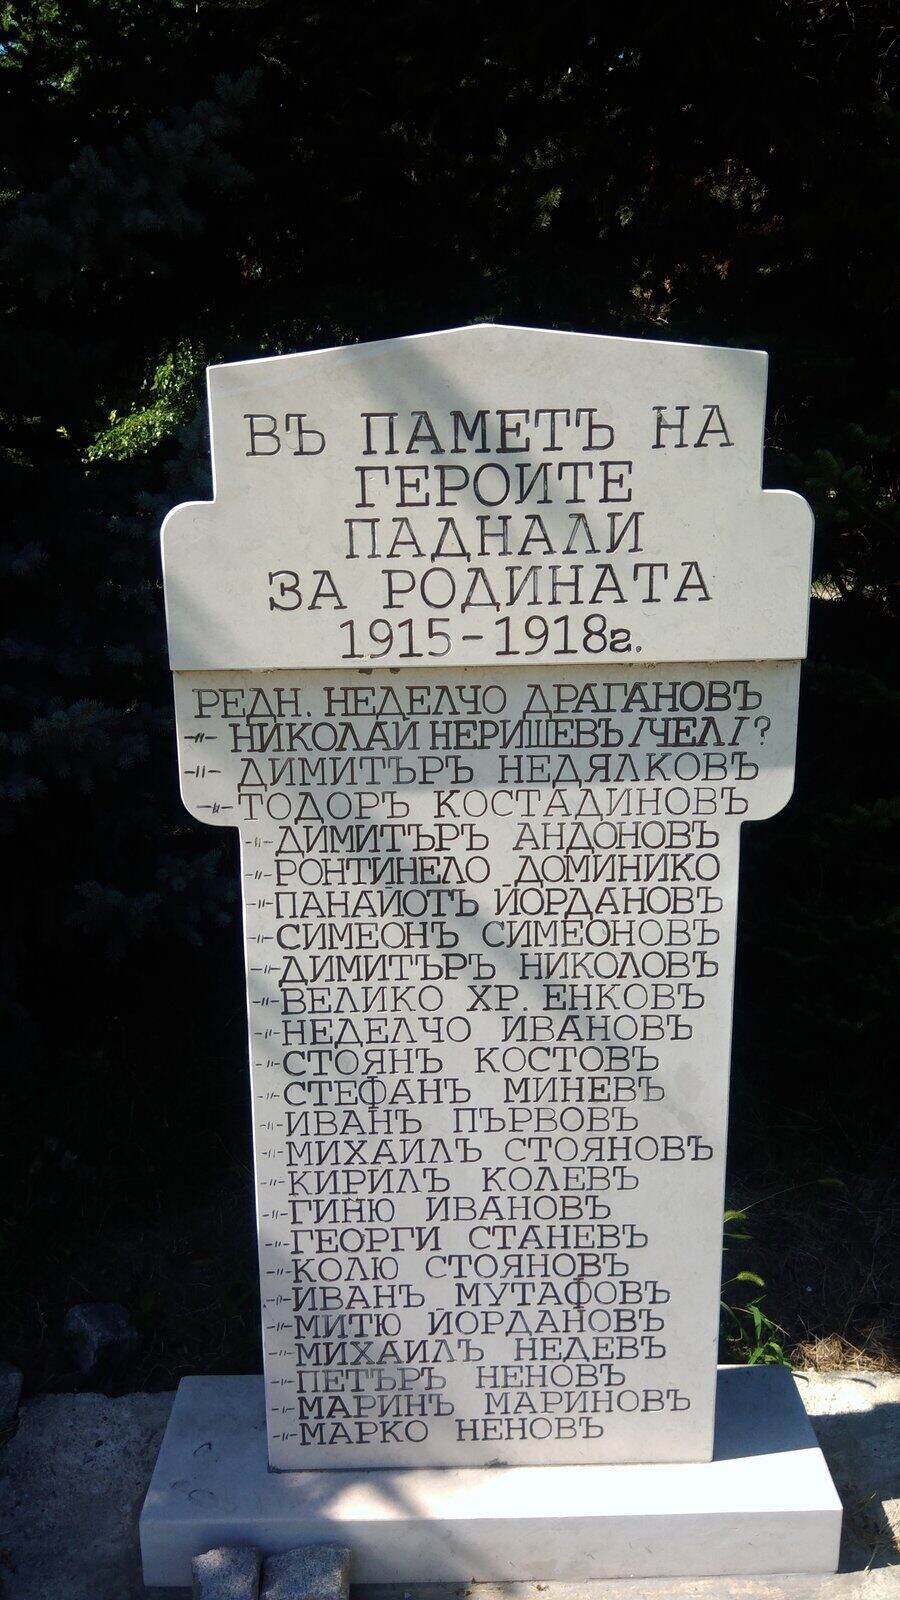 ВЪ ПАМЕТЪ НА
ГЕРОИТЕ
ПАДНАЛИ
ЗА РОДИНАТА
1915-1918г.
РЕДН. НЕДЕЛЧО ДРАГАНОВЪ
-"- НИКОЛАЙ НЕРИШЕВЪ /ЧЕЛ/?
-"- ДИМИТЪРЪ НЕДЯЛКОВЪ
-"- ТОДОРЪ КОСТАДИНОВЪ
-"- ДИМИТЪРЪ АНДОНОВЪ
-"- РОНТИНЕЛО ДОМИНИКО
-"- ПАНАЙОТЪ ЙОРДАНОВЪ
-"- СИМЕОНЪ СИМЕОНОВЪ
-"- ДИМИТЪРЪ НИКОЛОВЪ
-"- ВЕЛИКО ХР. ЕНКОВЪ
-"- НЕДЕЛЧО ИВАНОВЪ
-"- СТОЯНЪ КОСТОВЪ
-"- СТЕФАНЪ МИНЕВЪ
-"- ИВАНЪ ПЪРВОВЪ
-"- МИХАИЛЪ СТОЯНОВЪ
-"- КИРИЛЪ КОЛЕВЪ
-"- ГИНЮ ИВАНОВЪ
-"- ГЕОРГИ СТАНЕВЪ
-"- КОЛЮ СТОЯНОВЪ
-"- ИВАНЪ МУТАФОВЪ
-"- МИТЮ ЙОРДАНОВЪ
-"- МИХАИЛЪ НЕДЕВЪ
-"- ПЕТЪРЪ НЕНОВЪ
-"- МАРИНЪ МАРИНОВЪ
-"- МАРКО НЕНОВЪ